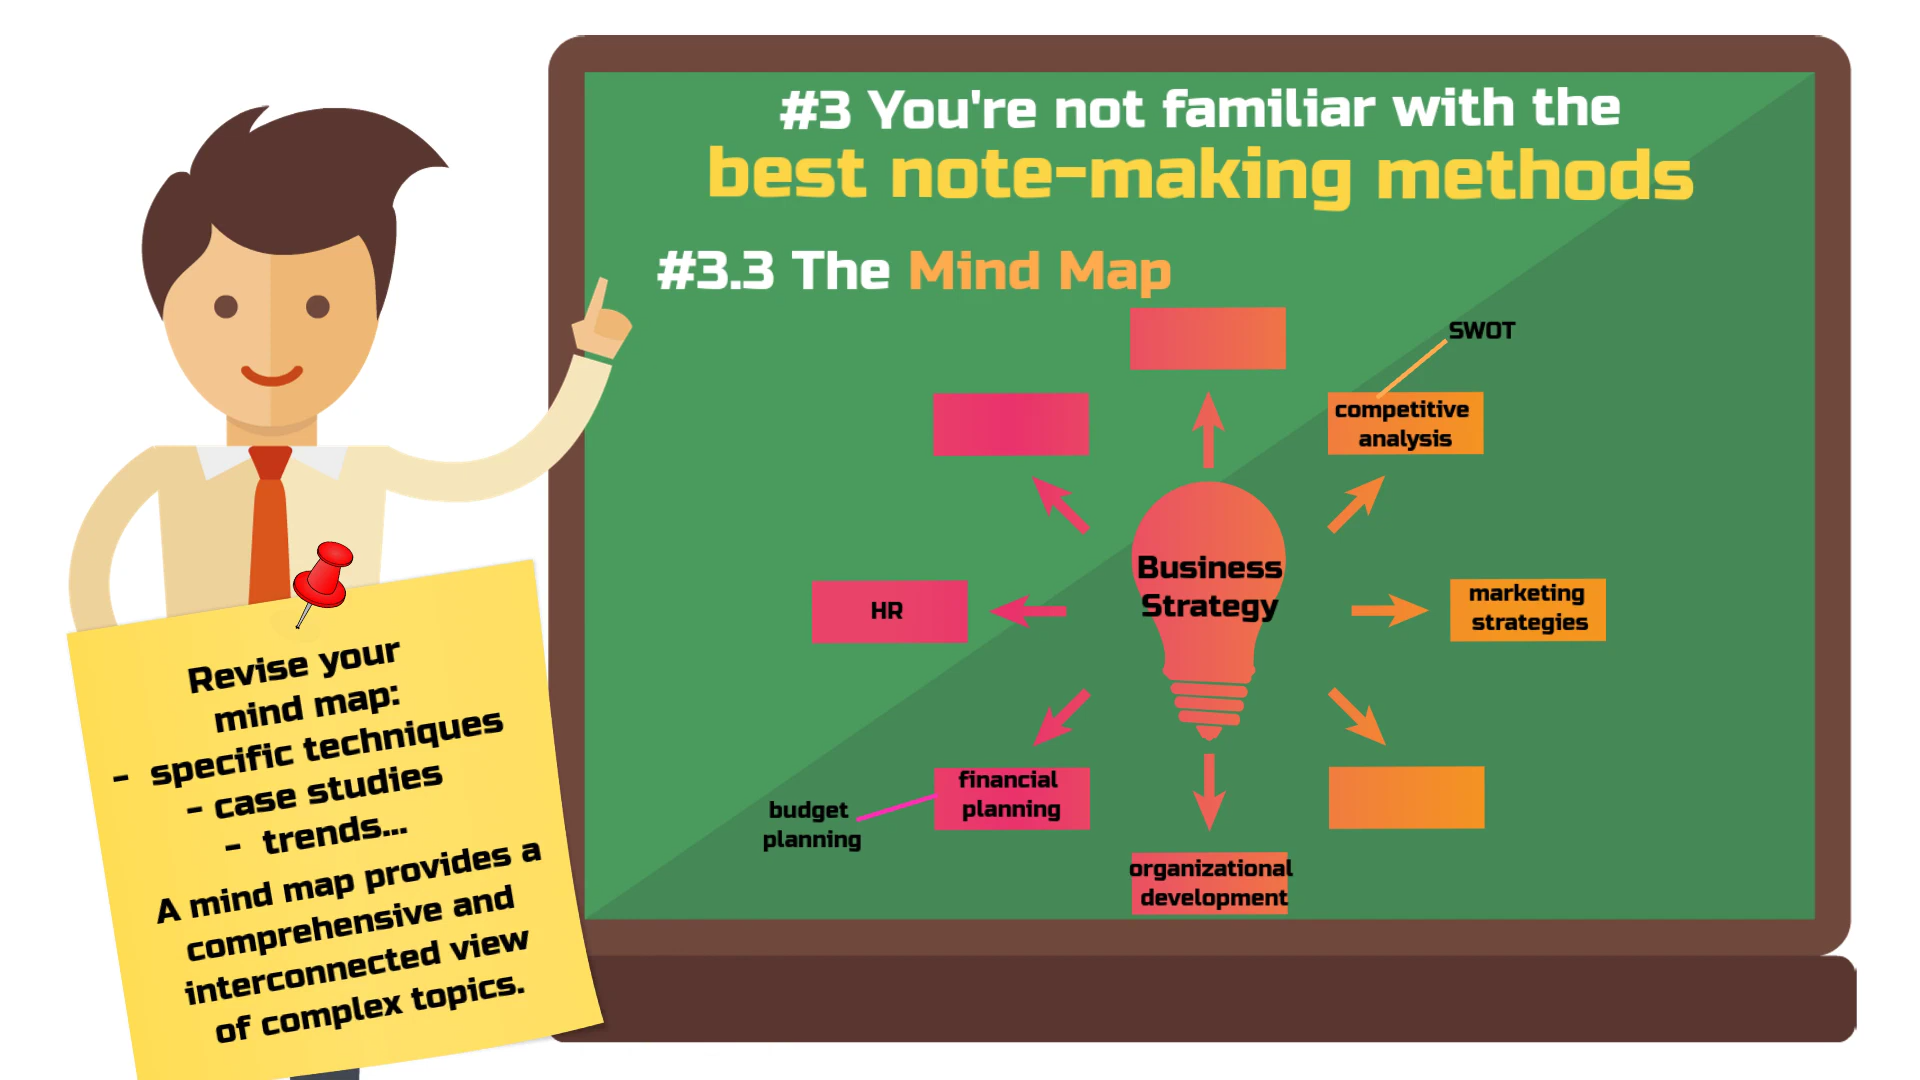 #3 You're not familiar with the
best note-making methods
#3.3 The Mind Map
SWOT
competitive
analysis
Business
Strategy
marketing
strategies
HR
financial
planning
budget
planning
organizational
development
Revise your
mind map:
- specific techniques
- case studies
- trends...
A mind map provides a
comprehensive and
interconnected view
of complex topics.